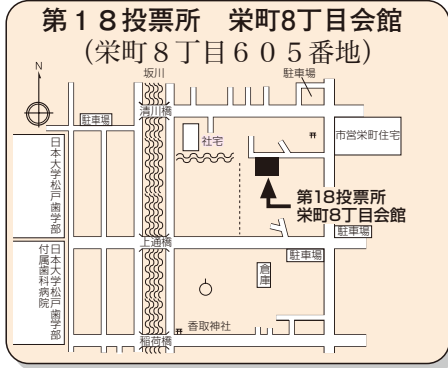 第１８投票所　栄町8丁目会館
（栄町８丁目６０５番地）
坂川
駐車場
N
清川橋
駐車場
社宅
市営栄町住宅
日本大学松戸歯学部
第18投票所
栄町8丁目会館
駐車場
上通橋
駐車場
倉庫
日本大学松戸歯学部
付属歯科病院
香取神社
稲荷橋